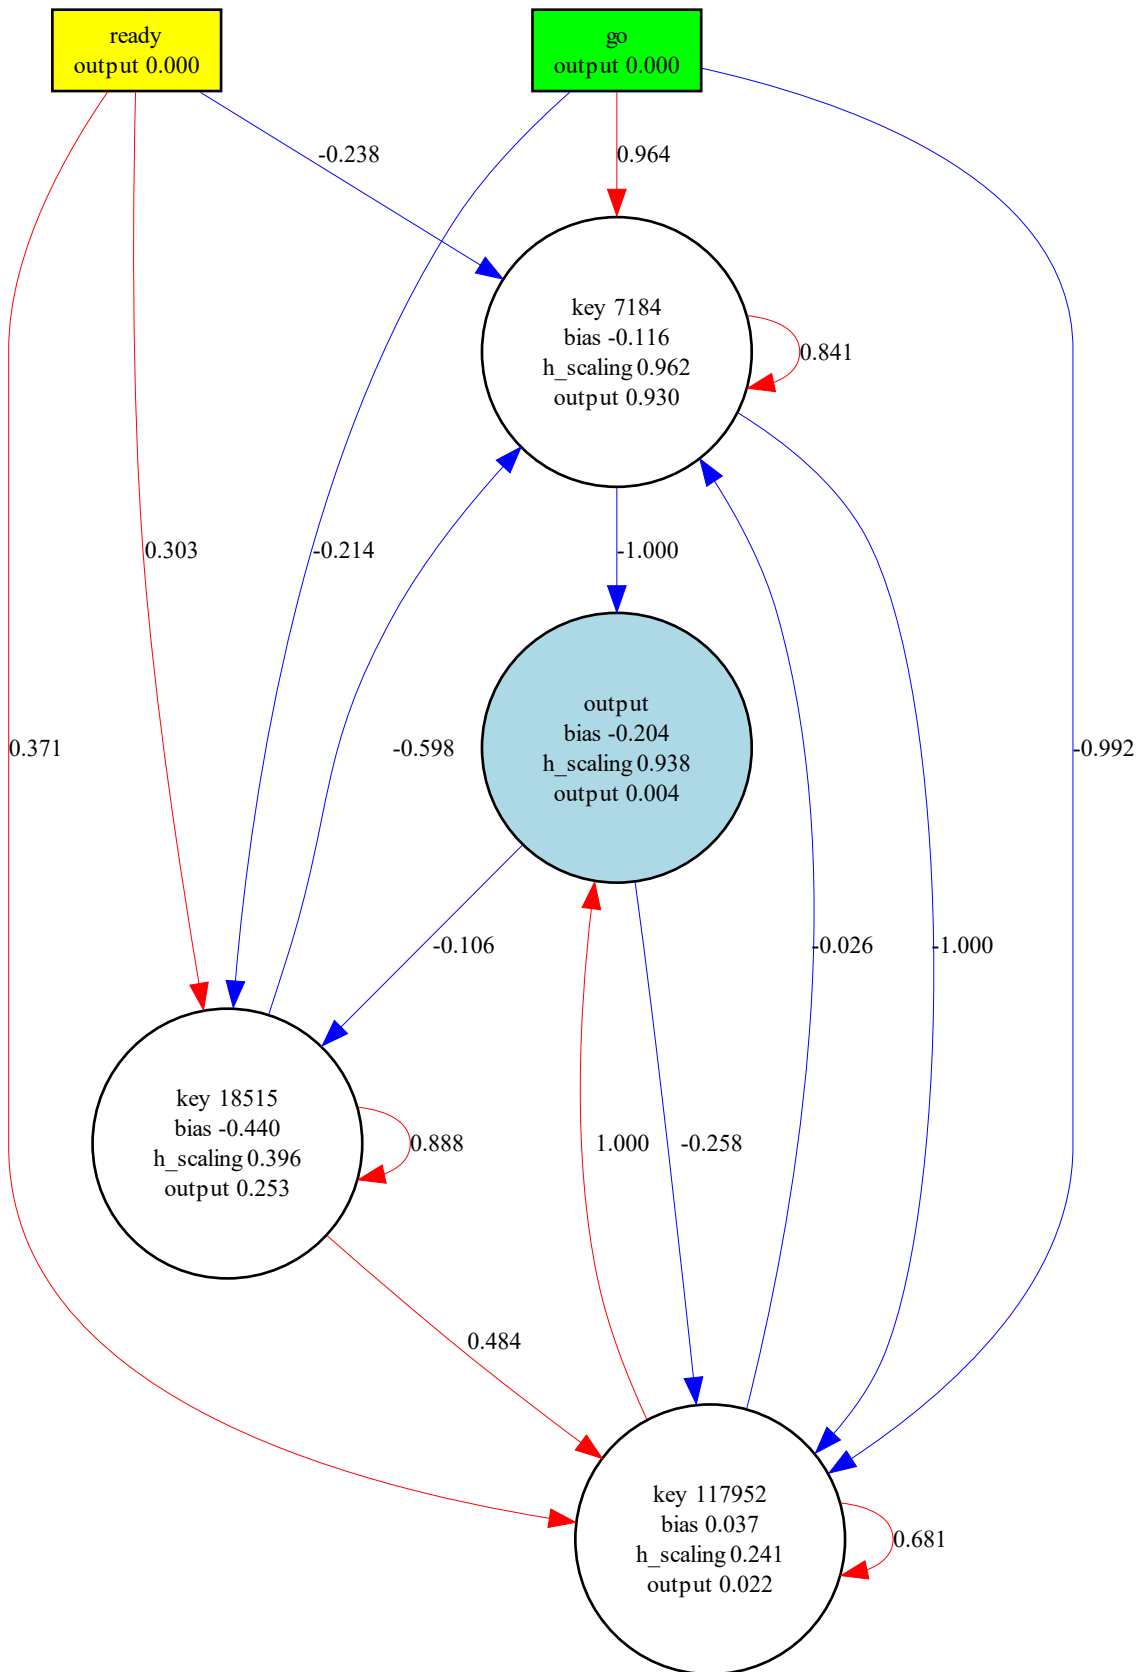 ready
output 0.000
go
output 0.000
-0.238
0.964
key 7184
bias -0.116
h_scaling 0.962
output 0.930
0.841
0.303
-0.214
-1.000
output
bias -0.204
h_scaling 0.938
output 0.004
0.371
-0.598
-0.992
-0.106
-0.026
-1.000
key 18515
bias -0.440
h_scaling 0.396
output 0.253
0.888
1.000
-0.258
0.484
key 117952
bias 0.037
h_scaling 0.241
output 0.022
0.681